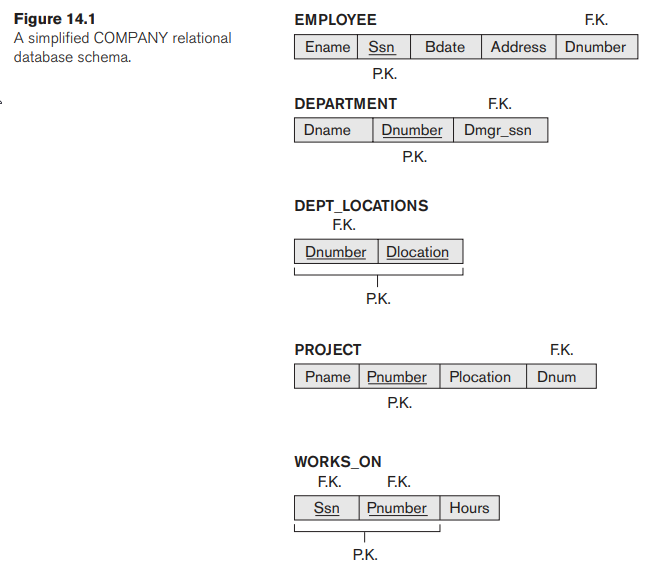 Figure 14.1
A simplified COMPANY relational
database schema.
EMPLOYEE F.K.
Ename Ssn Bdate Address Dnumber
P.K.
DEPARTMENT F.K.
Dname Dnumber Dmgr_ssn
P.K.
DEPT_LOCATIONS
F.K.
Dnumber Dlocation
P.K.
PROJECT F.K.
Pname Pnumber Plocation Dnum
P.K.
WORKS_ON
F.K. F.K.
Ssn Pnumber Hours
P.K.